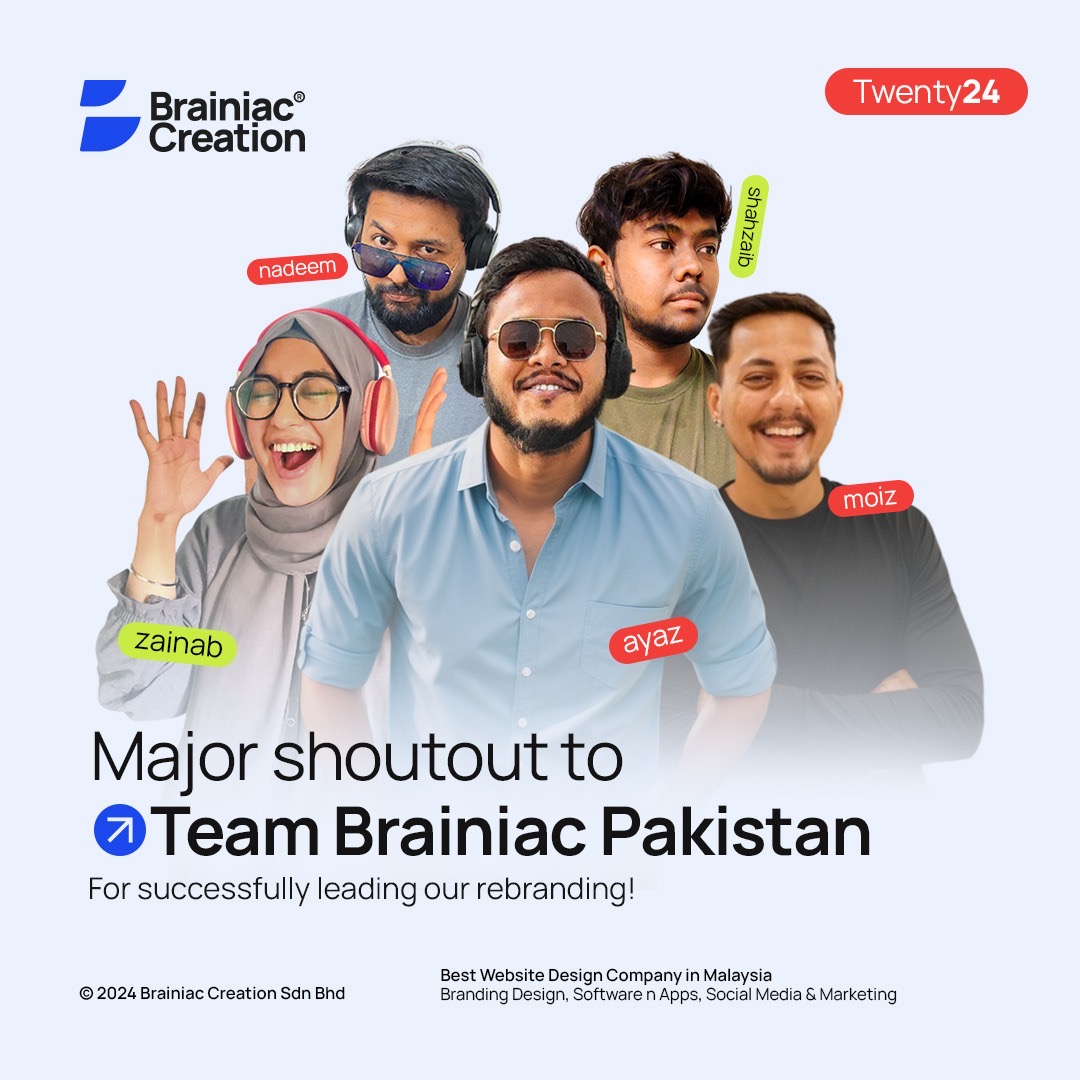 Brainiac®
Creation
Twenty24
shahzaib
nadeem
moiz
zainab
ayaz
Major shoutout to
Team Brainiac Pakistan
For successfully leading our rebranding!
© 2024 Brainiac Creation Sdn Bhd
Best Website Design Company in Malaysia
Branding Design, Software n Apps, Social Media & Marketing